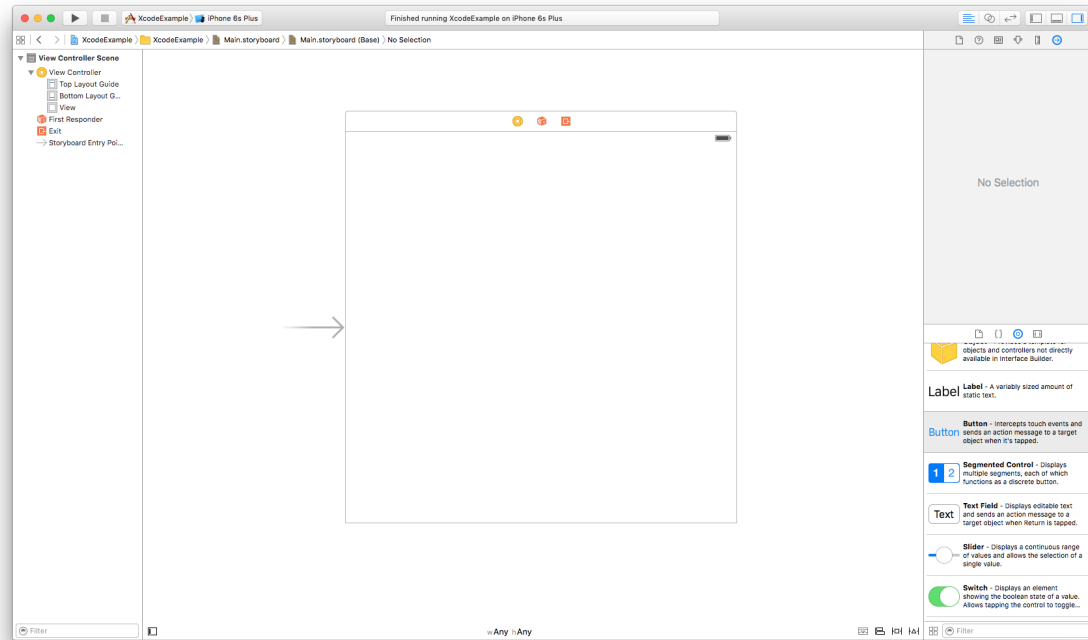 XcodeExample iPhone 6s Plus
Finished running XcodeExample on iPhone 6s Plus
XcodeExample XcodeExample Main.storyboard Main.storyboard (Base) No Selection
View Controller Scene
View Controller
Top Layout Guide
Bottom Layout G...
View
First Responder
Exit
Storyboard Entry Poi...
Filter
wAny hAny
No Selection
objects and controllers not directly
available in Interface Builder.
Label
Label - A variably sized amount of
static text.
Button
Button - Intercepts touch events and
sends an action message to a target
object when it's tapped.
1 2
Segmented Control - Displays
multiple segments, each of which
functions as a discrete button.
Text
Text Field - Displays editable text
and sends an action message to a
target object when Return is tapped.
Slider - Displays a continuous range
of values and allows the selection of a
single value.
Switch - Displays an element
showing the boolean state of a value.
Allows tapping the control to toggle...
Filter